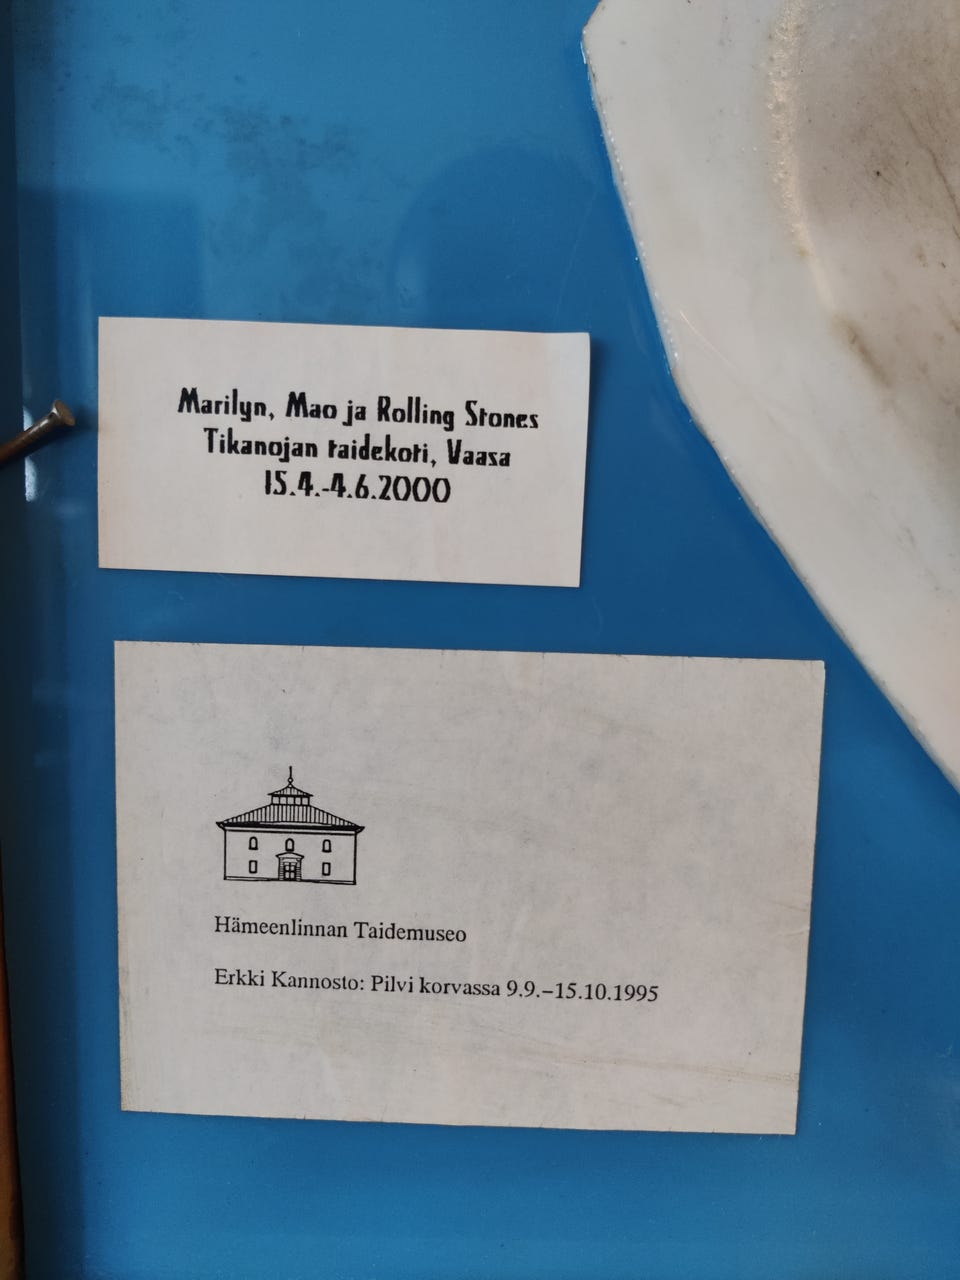 Marilyn, Mao ja Rolling Stones
Tikanojan taidekoti, Vaasa
15.4.-4.6.2000
Hämeenlinnan Taidemuseo
Erkki Kannosto: Pilvi korvassa 9.9.–15.10.1995